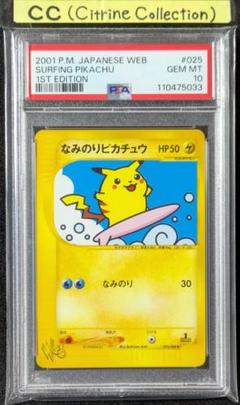 CC (Citrine Collection)
2001 P.M. JAPANESE WEB #025
SURFING PIKACHU GEM MT
1ST EDITION 10
PSA 110475033
なみのりピカチュウ HP50
なみのり 30